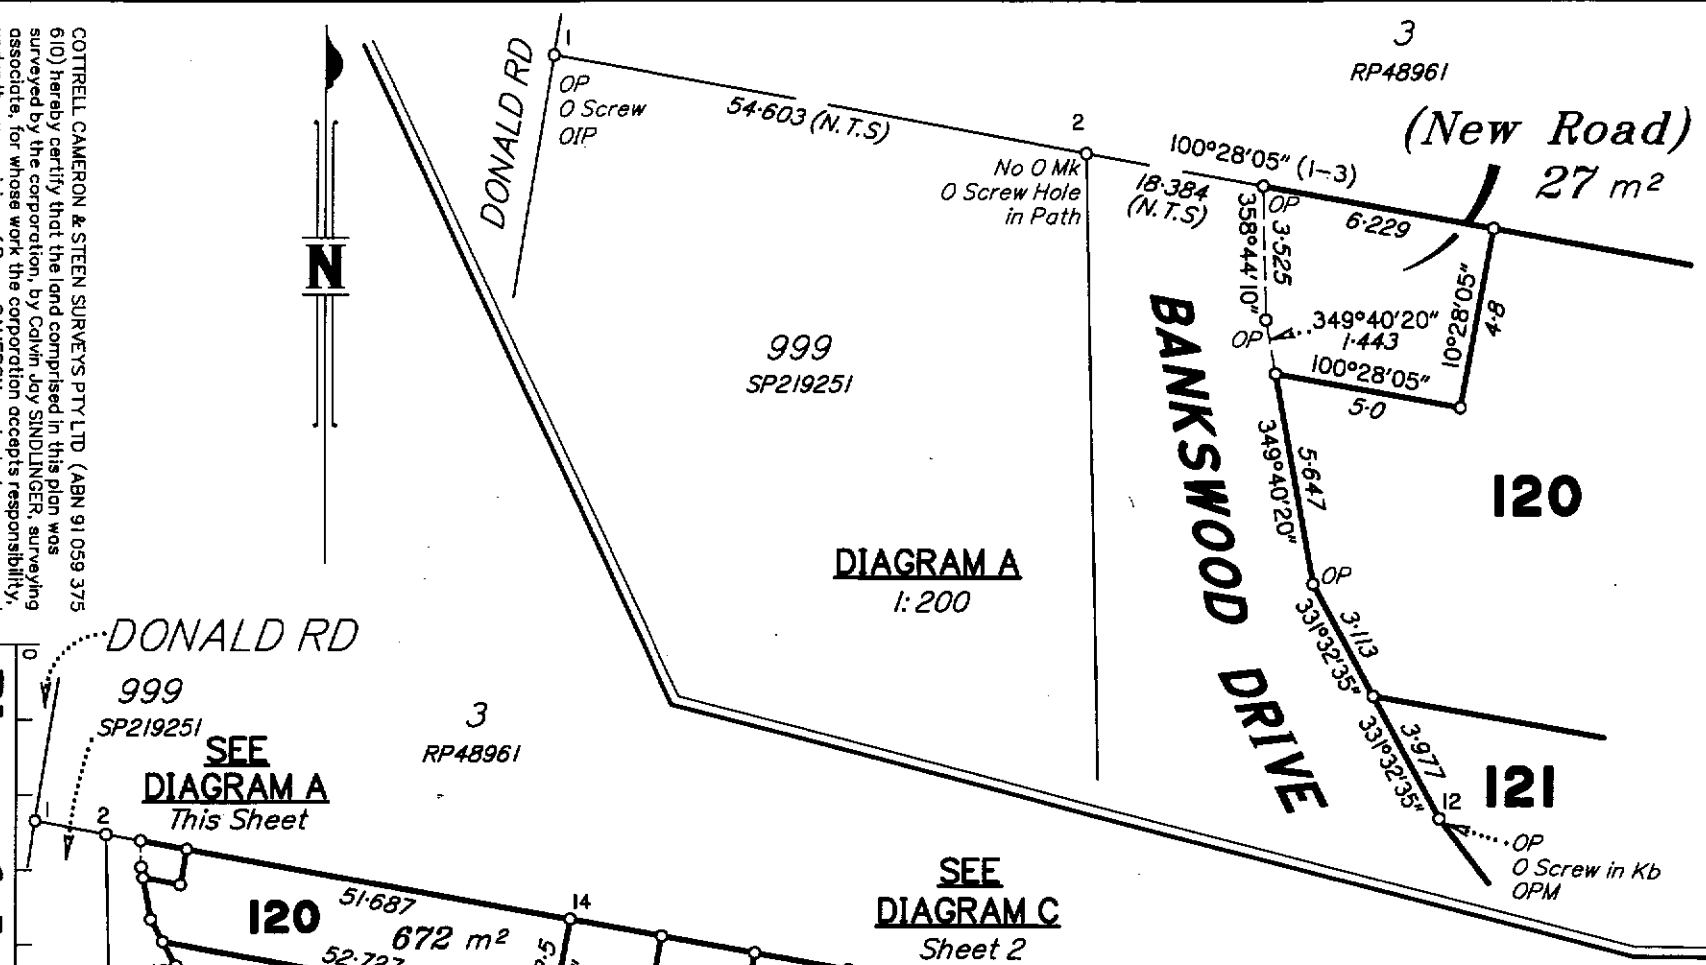 COTTRELL CAMERON & STEEN SURVEYS PTY LTD (ABN 91 059 375
610) hereby certify that the land comprised in this plan was
surveyed by the corporation, by Calvin Jay SINDLINGER, surveying
associate, for whose work the corporation accepts responsibility,
N
DONALD RD
1
OP
O Screw
OIP
54·603 (N.T.S)
2
No O Mk
O Screw Hole
in Path
100°28'05" (1-3)
18·384
(N.T.S)
3
RP48961
(New Road)
27 m²
OP
6·229
358°44'10"
3·525
OP
349°40'20"
1·443
10°28'05"
4·8
100°28'05"
5·0
999
SP219251
BANKSWOOD DRIVE
349°40'20"
5·647
120
DIAGRAM A
1:200
OP
331°32'35"
3·113
331°32'35"
3·977
121
12
OP
O Screw in Kb
OPM
DONALD RD
0
999
SP219251
3
RP48961
SEE
DIAGRAM A
This Sheet
1
2
51·687
14
120
672 m²
52·727
SEE
DIAGRAM C
Sheet 2